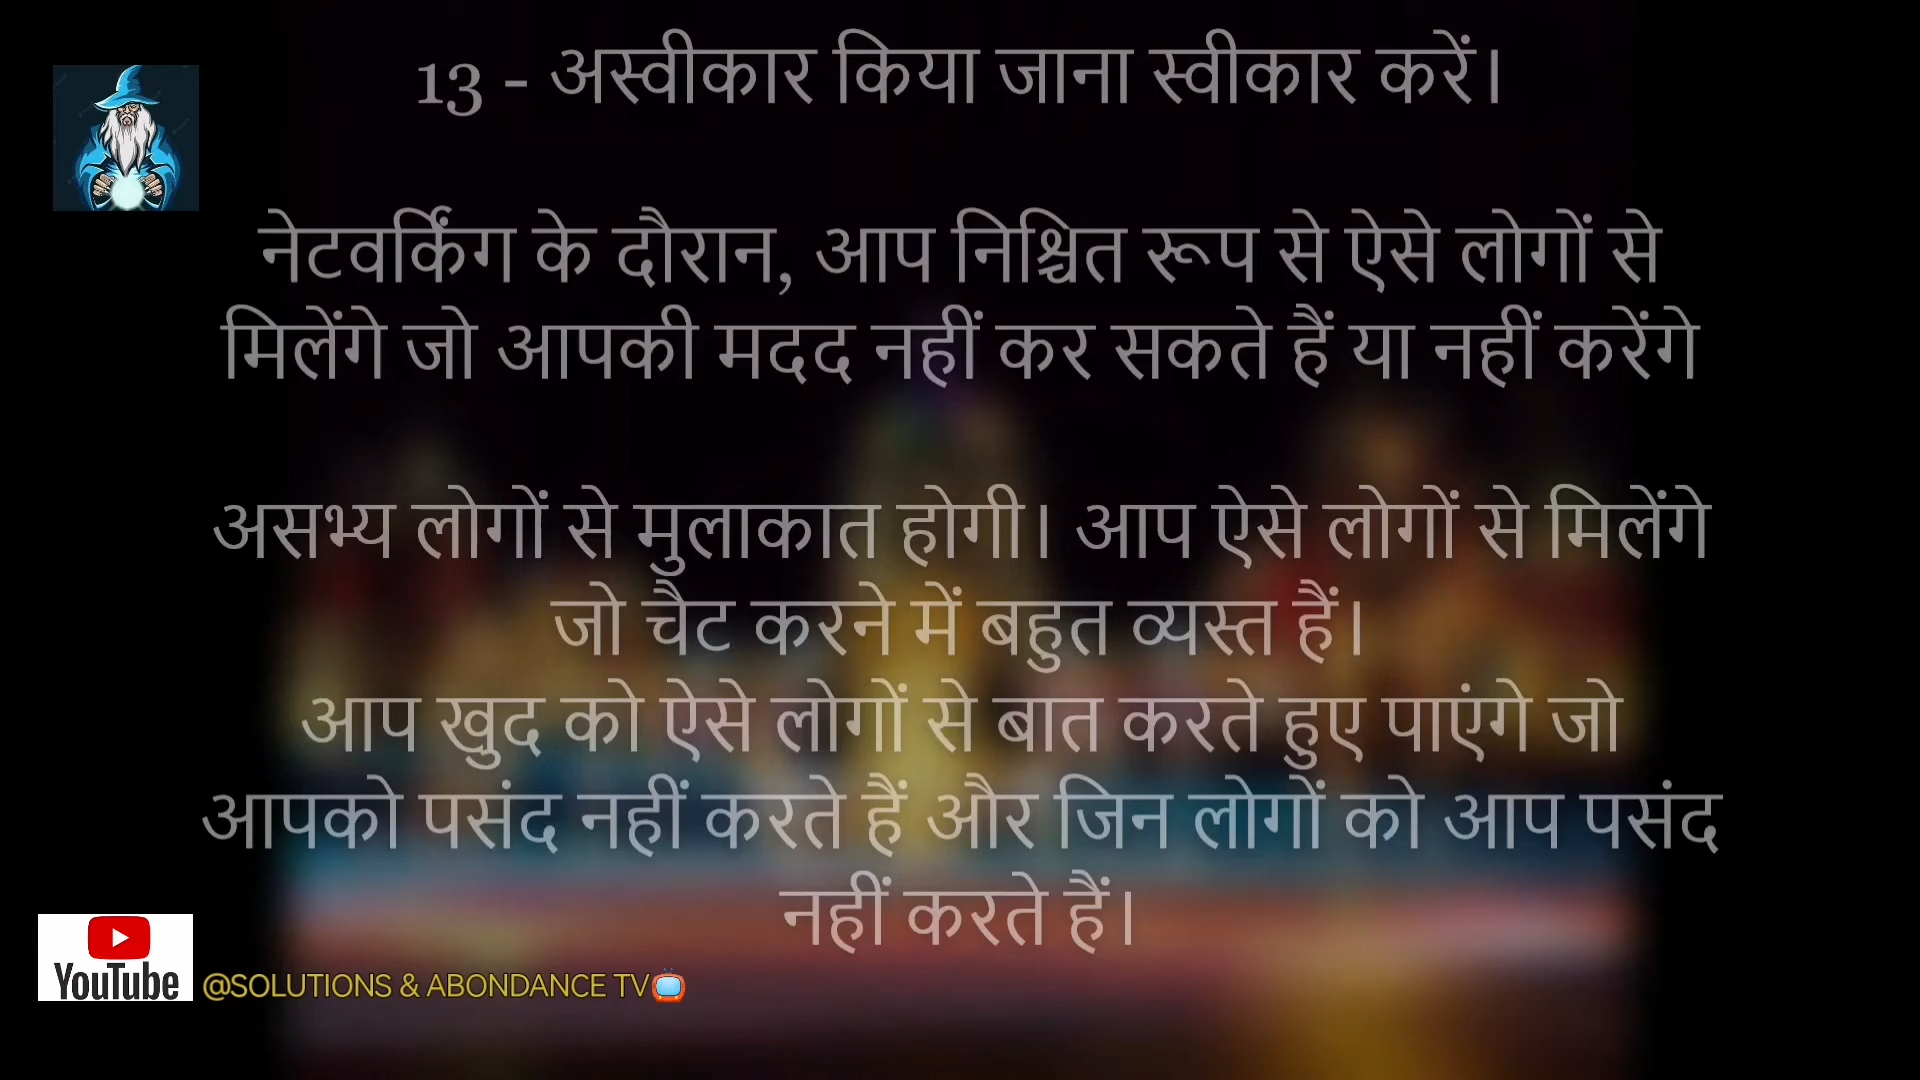 13 - अस्वीकार किया जाना स्वीकार करें।
नेटवर्किंग के दौरान, आप निश्चित रूप से ऐसे लोगों से
मिलेंगे जो आपकी मदद नहीं कर सकते हैं या नहीं करेंगे
असभ्य लोगों से मुलाकात होगी। आप ऐसे लोगों से मिलेंगे
जो चैट करने में बहुत व्यस्त हैं।
आप खुद को ऐसे लोगों से बात करते हुए पाएंगे जो
आपको पसंद नहीं करते हैं और जिन लोगों को आप पसंद
नहीं करते हैं।
YouTube @SOLUTIONS & ABONDANCE TV📺